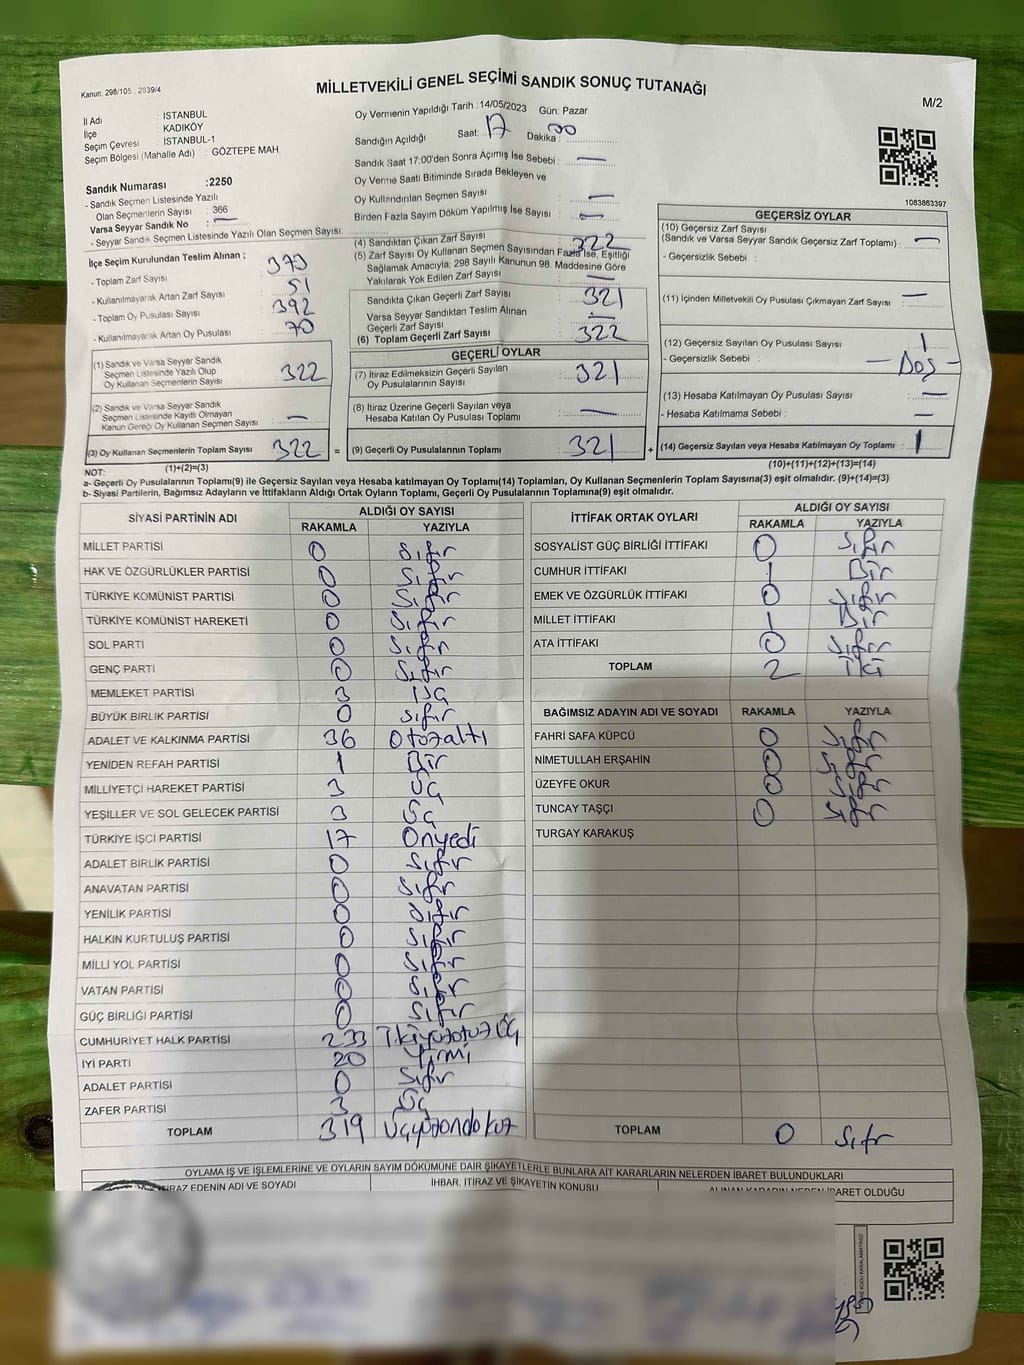 Kanun: 298/105 . 2839/4
MİLLETVEKİLİ GENEL SEÇİMİ SANDIK SONUÇ TUTANAĞI
M/2
İl Adı : İSTANBUL
İlçe : KADIKÖY
Seçim Çevresi : İSTANBUL-1
Seçim Bölgesi (Mahalle Adı) : GÖZTEPE MAH.
Oy Vermenin Yapıldığı Tarih : 14/05/2023 Gün: Pazar
Sandığın Açıldığı Saat: 17 Dakika : 00
Sandık Saat 17:00'den Sonra Açımış İse Sebebi : —
Oy Verme Saati Bitiminde Sırada Bekleyen ve
Oy Kullandırılan Seçmen Sayısı —
Birden Fazla Sayım Döküm Yapılmış İse Sayısı : —
1083863397
Sandık Numarası :2250
- Sandık Seçmen Listesinde Yazılı
Olan Seçmenlerin Sayısı : 366
Varsa Seyyar Sandık No : —
- Seyyar Sandık Seçmen Listesinde Yazılı Olan Seçmen Sayısı:
İlçe Seçim Kurulundan Teslim Alınan ;
- Toplam Zarf Sayısı : 373
- Kullanılmayarak Artan Zarf Sayısı : 51
- Toplam Oy Pusulası Sayısı : 392
- Kullanılmayarak Artan Oy Pusulası : 70
(1) Sandık ve Varsa Seyyar Sandık
Seçmen Listesinde Yazılı Olup
Oy Kullanan Seçmenlerin Sayısı : 322
(2) Sandık ve Varsa Seyyar Sandık
Seçmen Listesinde Kayıtlı Olmayan
Kanun Gereği Oy Kullanan Seçmen Sayısı : —
(3) Oy Kullanan Seçmenlerin Toplam Sayısı : 322 =
(1)+(2)=(3)
(4) Sandıktan Çıkan Zarf Sayısı : 322
(5) Zarf Sayısı Oy Kullanan Seçmen Sayısından Fazla İse, Eşitliği
Sağlamak Amacıyla; 298 Sayılı Kanunun 98. Maddesine Göre
Yakılarak Yok Edilen Zarf Sayısı : —
Sandıkta Çıkan Geçerli Zarf Sayısı : 321
Varsa Seyyar Sandıktan Teslim Alınan
Geçerli Zarf Sayısı : —
(6) Toplam Geçerli Zarf Sayısı : 322
GEÇERLİ OYLAR
(7) İtiraz Edilmeksizin Geçerli Sayılan
Oy Pusulalarının Sayısı : 321
(8) İtiraz Üzerine Geçerli Sayılan veya
Hesaba Katılan Oy Pusulası Toplamı : —
(9) Geçerli Oy Pusulalarının Toplamı : 321 +
GEÇERSİZ OYLAR
(10) Geçersiz Zarf Sayısı
(Sandık ve Varsa Seyyar Sandık Geçersiz Zarf Toplamı) : —
- Geçersizlik Sebebi :
(11) İçinden Milletvekili Oy Pusulası Çıkmayan Zarf Sayısı : —
(12) Geçersiz Sayılan Oy Pusulası Sayısı : 1
- Geçersizlik Sebebi : — Boş —
(13) Hesaba Katılmayan Oy Pusulası Sayısı : —
- Hesaba Katılmama Sebebi : —
(14) Geçersiz Sayılan veya Hesaba Katılmayan Oy Toplamı : 1
(10)+(11)+(12)+(13)=(14)
NOT:
a- Geçerli Oy Pusulalarının Toplamı(9) ile Geçersiz Sayılan veya Hesaba katılmayan Oy Toplamı(14) Toplamları, Oy Kullanan Seçmenlerin Toplam Sayısına(3) eşit olmalıdır. (9)+(14)=(3)
b- Siyasi Partilerin, Bağımsız Adayların ve İttifakların Aldığı Ortak Oyların Toplamı, Geçerli Oy Pusulalarının Toplamına(9) eşit olmalıdır.
SİYASİ PARTİNİN ADI ALDIĞI OY SAYISI
RAKAMLA YAZIYLA
MİLLET PARTİSİ 0 Sıfır
HAK VE ÖZGÜRLÜKLER PARTİSİ 0 Sıfır
TÜRKİYE KOMÜNİST PARTİSİ 0 Sıfır
TÜRKİYE KOMÜNİST HAREKETİ 0 Sıfır
SOL PARTİ 0 Sıfır
GENÇ PARTİ 0 Sıfır
MEMLEKET PARTİSİ 3 Üç
BÜYÜK BİRLİK PARTİSİ 0 Sıfır
ADALET VE KALKINMA PARTİSİ 36 Otuzaltı
YENİDEN REFAH PARTİSİ 1 Bir
MİLLİYETÇİ HAREKET PARTİSİ 3 Üç
YEŞİLLER VE SOL GELECEK PARTİSİ 3 Üç
TÜRKİYE İŞÇİ PARTİSİ 17 Onyedi
ADALET BİRLİK PARTİSİ 0 Sıfır
ANAVATAN PARTİSİ 0 Sıfır
YENİLİK PARTİSİ 0 Sıfır
HALKIN KURTULUŞ PARTİSİ 0 Sıfır
MİLLİ YOL PARTİSİ 0 Sıfır
VATAN PARTİSİ 0 Sıfır
GÜÇ BİRLİĞİ PARTİSİ 0 Sıfır
CUMHURİYET HALK PARTİSİ 233 İkiyüzotuzÜç
İYİ PARTİ 20 Yirmi
ADALET PARTİSİ 0 Sıfır
ZAFER PARTİSİ 3 Üç
TOPLAM 319 Üçyüzondokuz
İTTİFAK ORTAK OYLARI ALDIĞI OY SAYISI
RAKAMLA YAZIYLA
SOSYALİST GÜÇ BİRLİĞİ İTTİFAKI 0 Sıfır
CUMHUR İTTİFAKI 1 Bir
EMEK VE ÖZGÜRLÜK İTTİFAKI 0 Sıfır
MİLLET İTTİFAKI 1 Bir
ATA İTTİFAKI 0 Sıfır
TOPLAM 2 İki
BAĞIMSIZ ADAYIN ADI VE SOYADI RAKAMLA YAZIYLA
FAHRİ SAFA KÜPCÜ 0 Sıfır
NİMETULLAH ERŞAHİN 0 Sıfır
ÜZEYFE OKUR 0 Sıfır
TUNCAY TAŞÇI 0 Sıfır
TURGAY KARAKUŞ
TOPLAM 0 Sıfır
OYLAMA İŞ VE İŞLEMLERİNE VE OYLARIN SAYIM DÖKÜMÜNE DAİR ŞİKAYETLERLE BUNLARA AİT KARARLARIN NELERDEN İBARET BULUNDUKLARI
İTİRAZ EDENİN ADI VE SOYADI İHBAR, İTİRAZ VE ŞİKAYETİN KONUSU ALINAN KARARIN NEDEN İBARET OLDUĞU